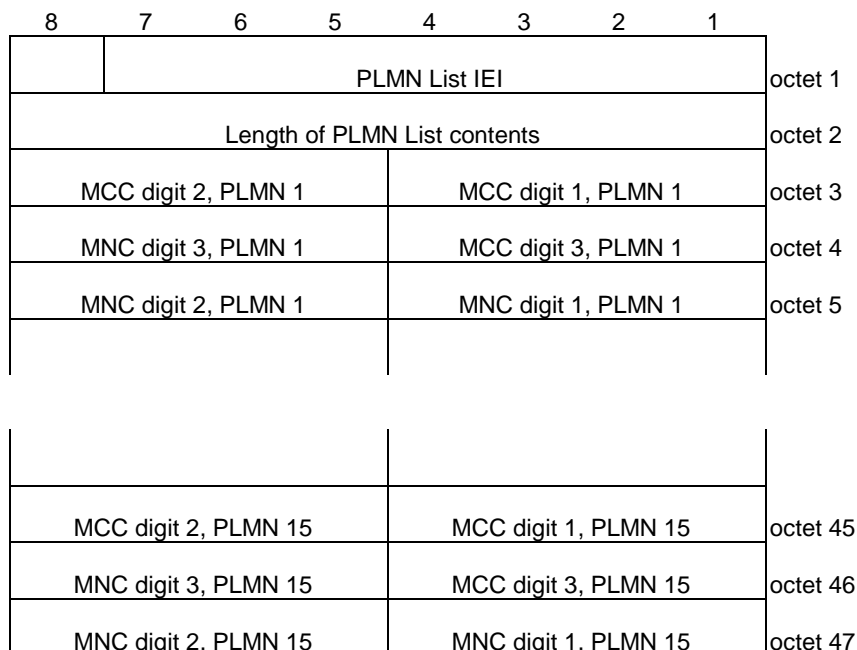 8 7 6 5 4 3 2 1
PLMN List IEI octet 1
Length of PLMN List contents octet 2
MCC digit 2, PLMN 1 MCC digit 1, PLMN 1 octet 3
MNC digit 3, PLMN 1 MCC digit 3, PLMN 1 octet 4
MNC digit 2, PLMN 1 MNC digit 1, PLMN 1 octet 5
MCC digit 2, PLMN 15 MCC digit 1, PLMN 15 octet 45
MNC digit 3, PLMN 15 MCC digit 3, PLMN 15 octet 46
MNC digit 2, PLMN 15 MNC digit 1, PLMN 15 octet 47